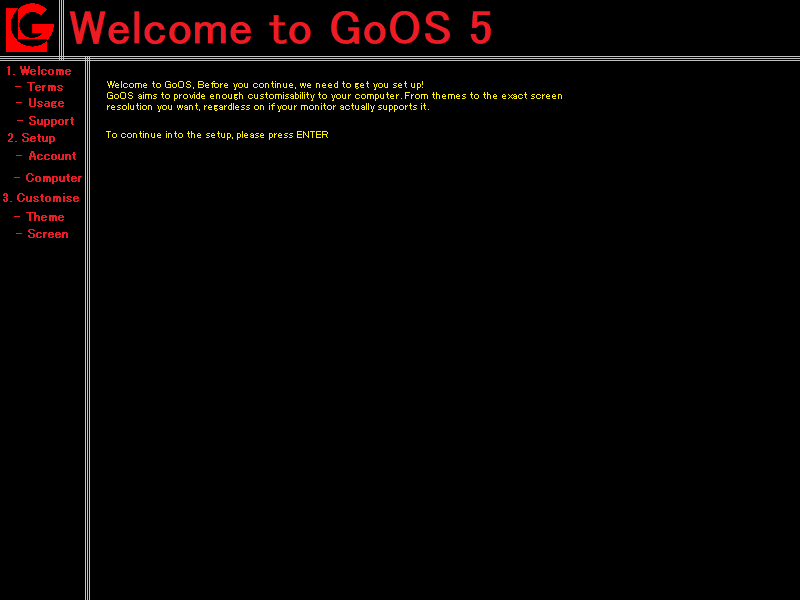 G
Welcome to GoOS 5
1. Welcome
- Terms
- Usage
- Support
2. Setup
- Account
- Computer
3. Customise
- Theme
- Screen
Welcome to GoOS, Before you continue, we need to get you set up!
GoOS aims to provide enough customisability to your computer. From themes to the exact screen
resolution you want, regardless on if your monitor actually supports it.
To continue into the setup, please press ENTER